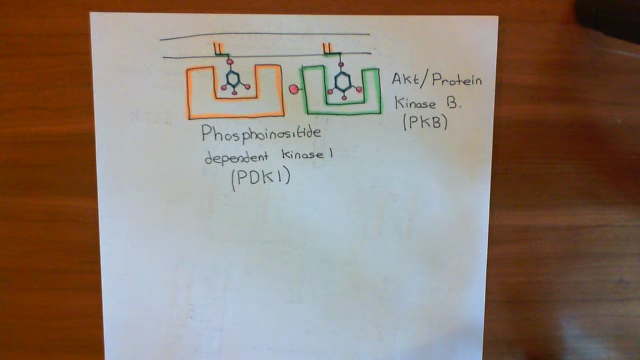 Akt/Protein
Kinase B.
(PKB)
Phosphoinositide
dependent kinase 1
(PDK1)